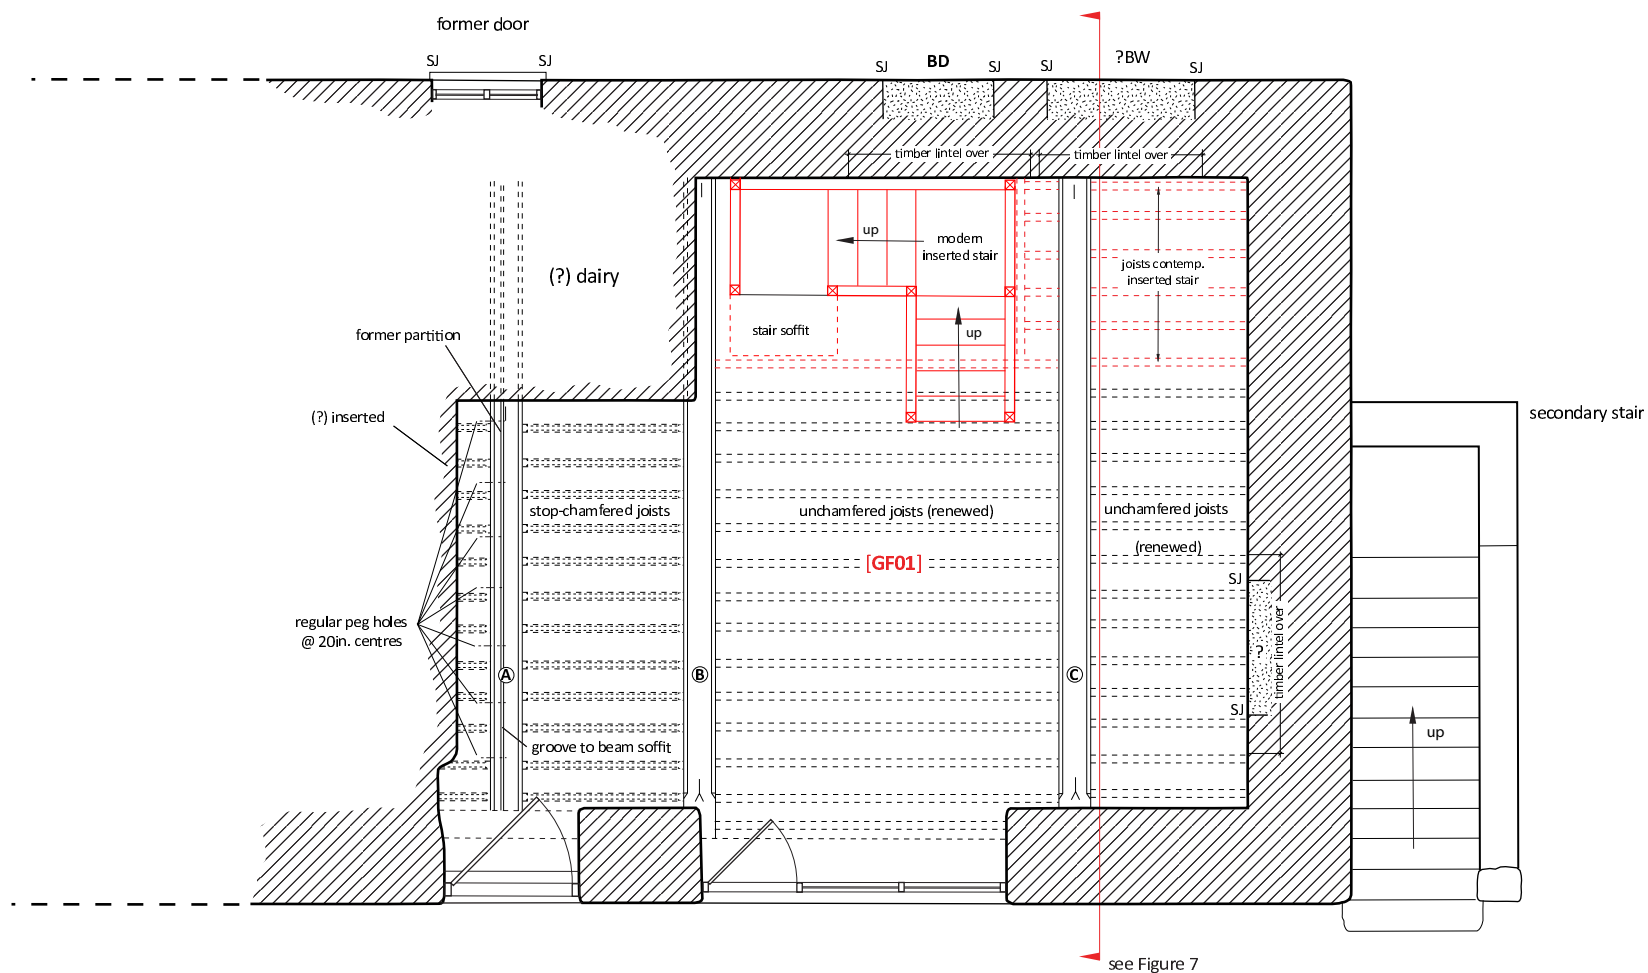 former door
SJ
SJ
SJ
BD
SJ
SJ
?BW
SJ
timber lintel over
timber lintel over
up
modern
inserted stair
joists contemp.
inserted stair
(?) dairy
former partition
stair soffit
up
(?) inserted
secondary stair
stop-chamfered joists
unchamfered joists (renewed)
unchamfered joists
(renewed)
[GF01]
SJ
regular peg holes
@ 20in. centres
timber lintel over
?
A
B
C
SJ
groove to beam soffit
up
see Figure 7